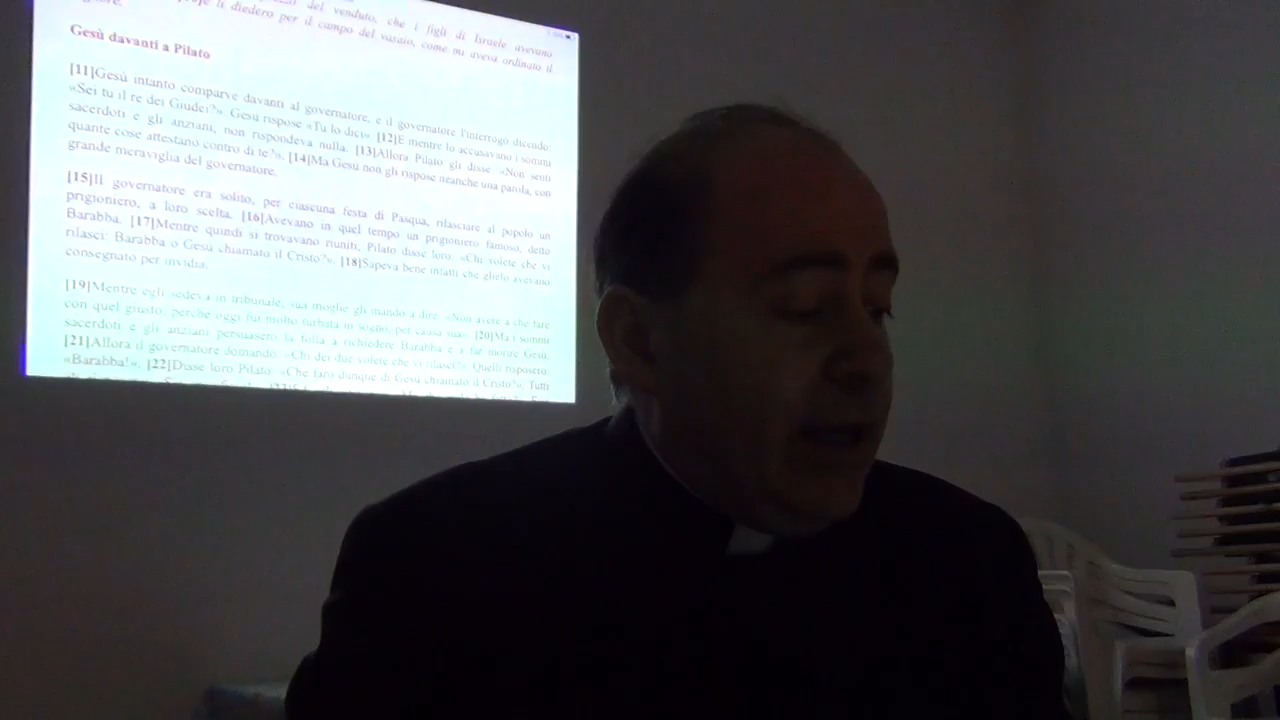 del venduto, che i figli di Israele avevano
li diedero per il campo del vasaio, come mi aveva ordinato il
Gesù davanti a Pilato
[11]Gesù intanto comparve davanti al governatore, e il governatore l'interrogò dicendo:
«Sei tu il re dei Giudei?». Gesù rispose «Tu lo dici». [12]E mentre lo accusavano i sommi
sacerdoti e gli anziani, non rispondeva nulla. [13]Allora Pilato gli disse: «Non senti
quante cose attestano contro di te?». [14]Ma Gesù non gli rispose neanche una parola, con
grande meraviglia del governatore.
[15]Il governatore era solito, per ciascuna festa di Pasqua, rilasciare al popolo un
prigioniero, a loro scelta. [16]Avevano in quel tempo un prigioniero famoso, detto
Barabba. [17]Mentre quindi si trovavano riuniti, Pilato disse loro: «Chi volete che vi
rilasci: Barabba o Gesù chiamato il Cristo?». [18]Sapeva bene infatti che glielo avevano
consegnato per invidia.
[19]Mentre egli sedeva in tribunale, sua moglie gli mandò a dire: «Non avere a che fare
con quel giusto; perché oggi fui molto turbata in sogno, per causa sua». [20]Ma i sommi
sacerdoti e gli anziani persuasero la folla a richiedere Barabba e a far morire Gesù.
[21]Allora il governatore domandò: «Chi dei due volete che vi rilasci?». Quelli risposero:
«Barabba!». [22]Disse loro Pilato: «Che farò dunque di Gesù chiamato il Cristo?». Tutti